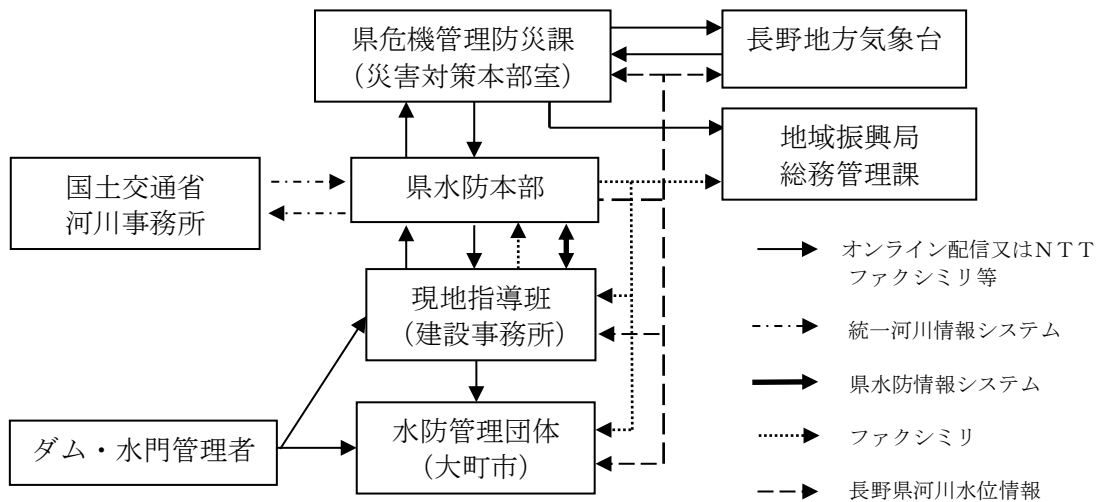 県危機管理防災課
(災害対策本部室)
長野地方気象台
地域振興局
総務管理課
国土交通省
河川事務所
県水防本部
現地指導班
(建設事務所)
ダム・水門管理者
水防管理団体
(大町市)
オンライン配信又はNTT
ファクシミリ等
統一河川情報システム
県水防情報システム
ファクシミリ
長野県河川水位情報